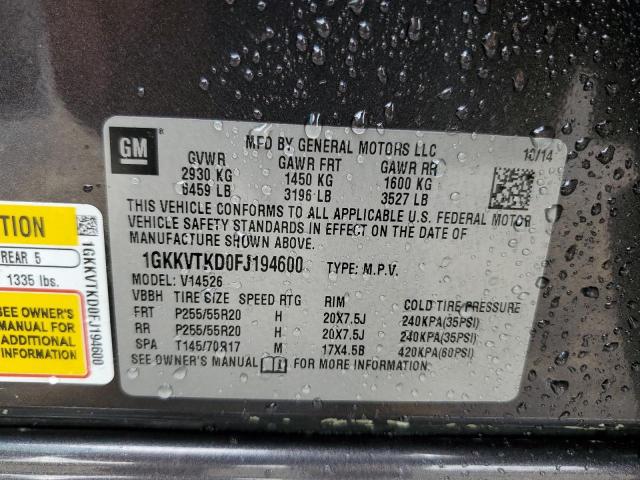 GM
®
MFD BY GENERAL MOTORS LLC
10/14
GVWR GAWR FRT GAWR RR
2930 KG 1450 KG 1600 KG
6459 LB 3196 LB 3527 LB
THIS VEHICLE CONFORMS TO ALL APPLICABLE U.S. FEDERAL MOTOR
VEHICLE SAFETY STANDARDS IN EFFECT ON THE DATE OF
MANUFACTURE SHOWN ABOVE.
1GKKVTKD0FJ194600 TYPE: M.P.V.
MODEL: V14526
VBBH TIRE SIZE SPEED RTG RIM COLD TIRE PRESSURE
FRT P255/55R20 H 20X7.5J 240KPA(35PSI)
RR P255/55R20 H 20X7.5J 240KPA(35PSI)
SPA T145/70R17 M 17X4.5B 420KPA(60PSI)
SEE OWNER'S MANUAL FOR MORE INFORMATION.
TION
REAR 5
1335 lbs.
SEE OWNER'S
MANUAL FOR
ADDITIONAL
INFORMATION
1GKKVTKD0FJ194600